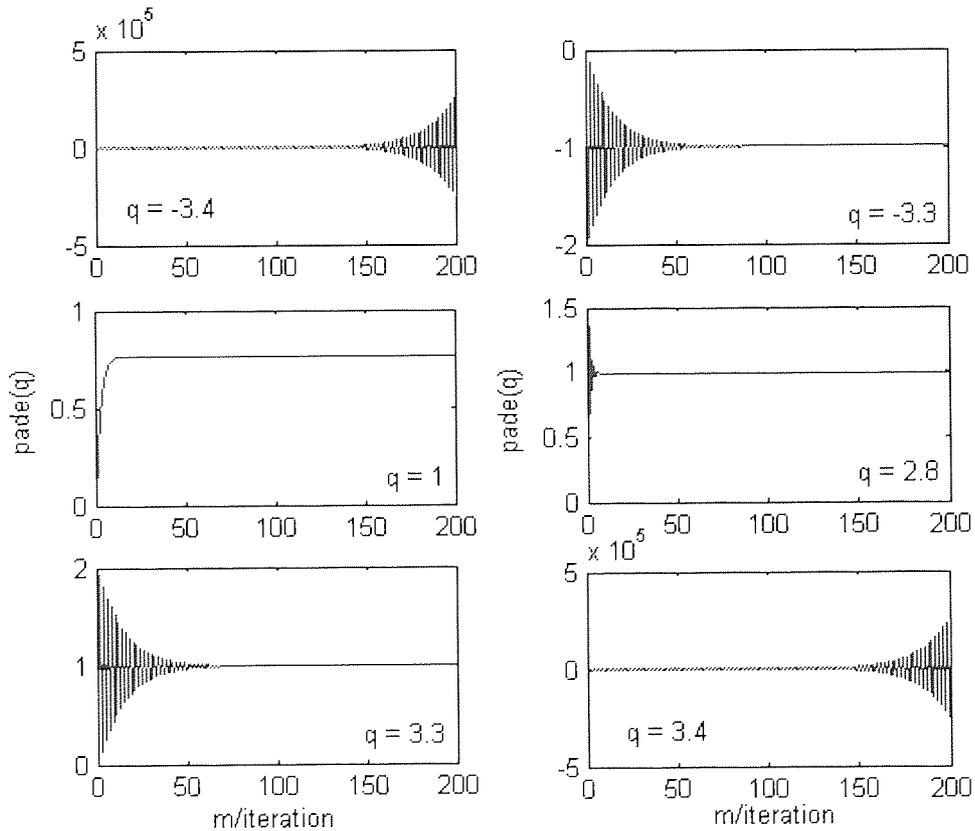 x 10^5
5
0
-5
q = -3.4
0 50 100 150 200
0
-1
-2
q = -3.3
0 50 100 150 200
pade(q)
1
0.5
0
q = 1
0 50 100 150 200
pade(q)
1.5
1
0.5
0
q = 2.8
0 50 100 150 200
2
1
0
q = 3.3
0 50 100 150 200
m/iteration
x 10^5
5
0
-5
q = 3.4
0 50 100 150 200
m/iteration